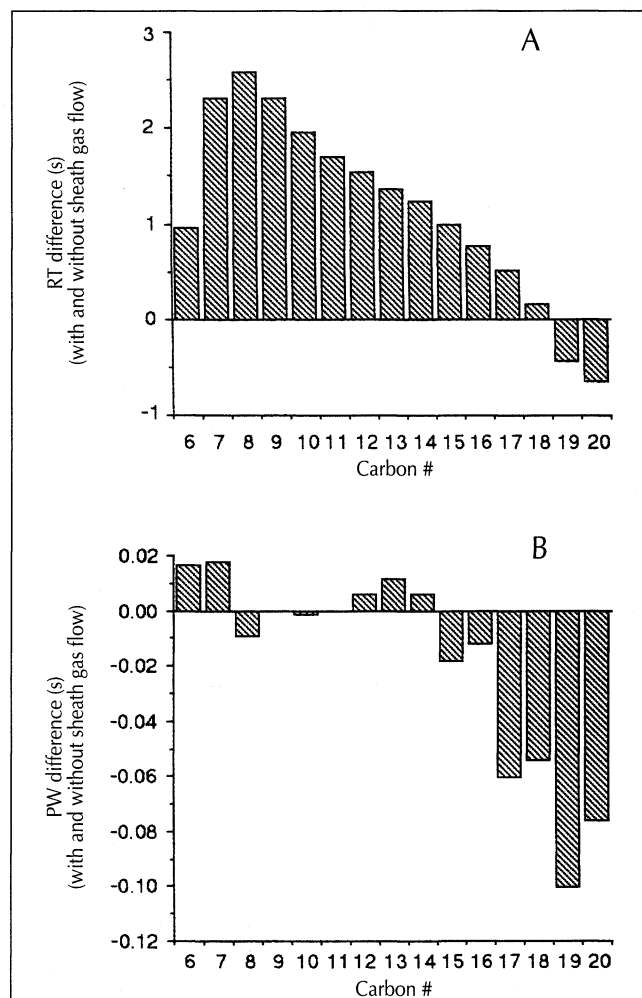 A
RT difference (s)
(with and without sheath gas flow)
3
2
1
0
-1
6 7 8 9 10 11 12 13 14 15 16 17 18 19 20
Carbon #
B
PW difference (s)
(with and without sheath gas flow)
0.02
0.00
-0.02
-0.04
-0.06
-0.08
-0.10
-0.12
6 7 8 9 10 11 12 13 14 15 16 17 18 19 20
Carbon #